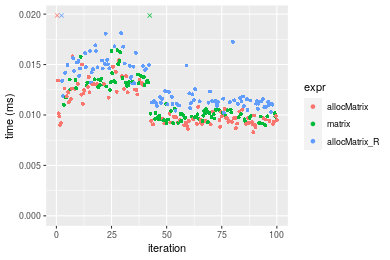 0.020
0.015
0.010
0.005
0.000
time (ms)
0
25
50
75
100
iteration
expr
allocMatrix
matrix
allocMatrix_R